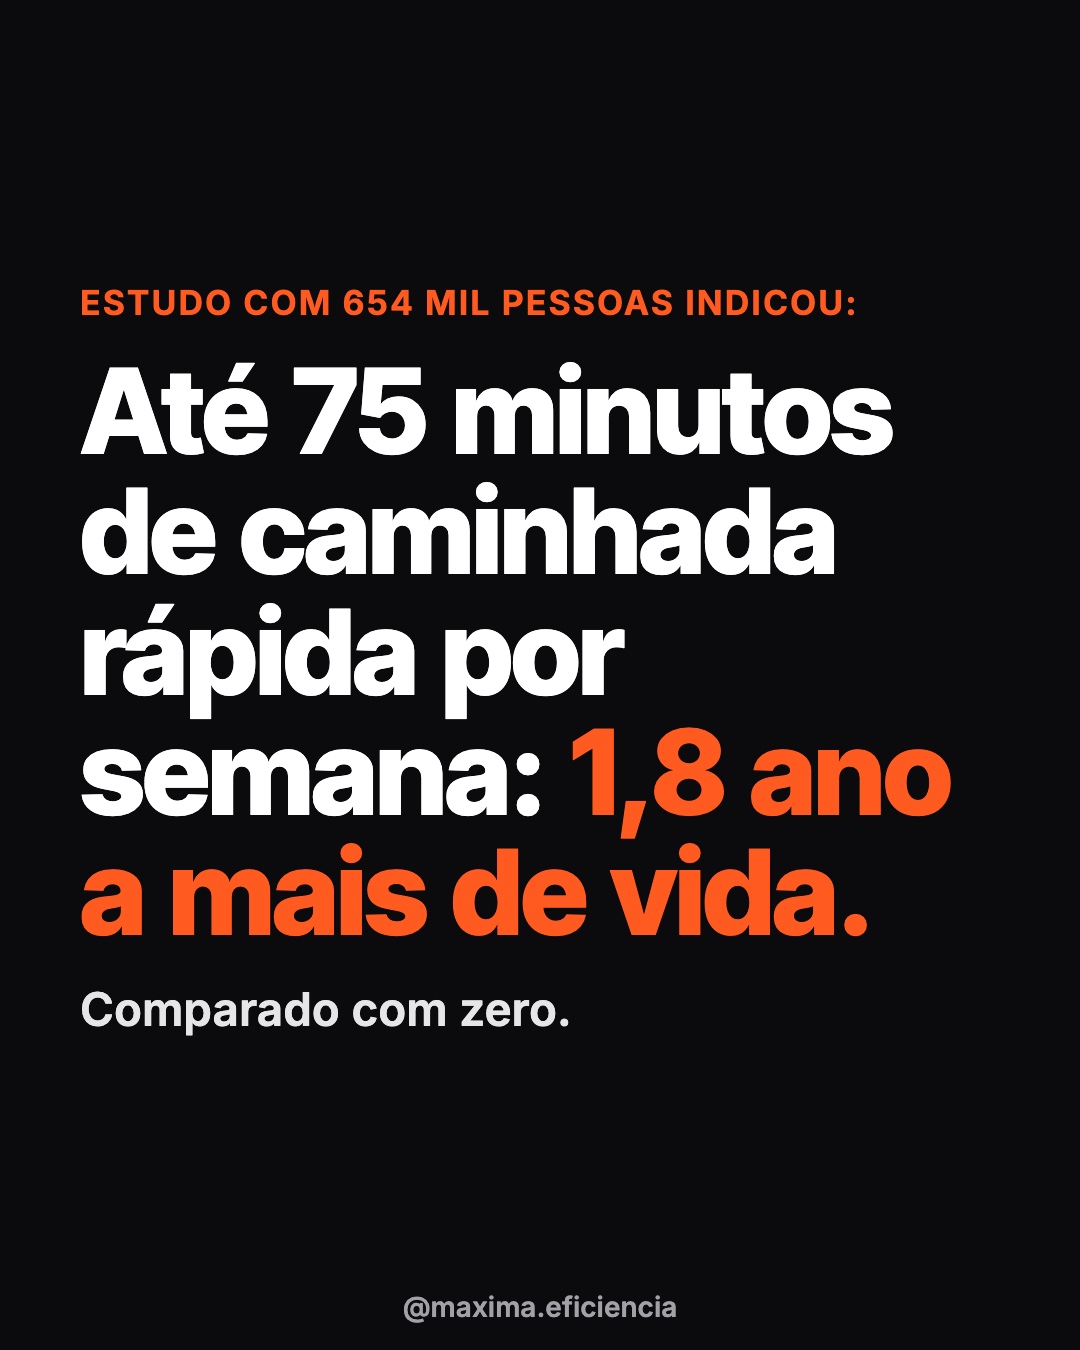 ESTUDO COM 654 MIL PESSOAS INDICOU:
Até 75 minutos
de caminhada
rápida por
semana: 1,8 ano
a mais de vida.
Comparado com zero.
@maxima.eficiencia